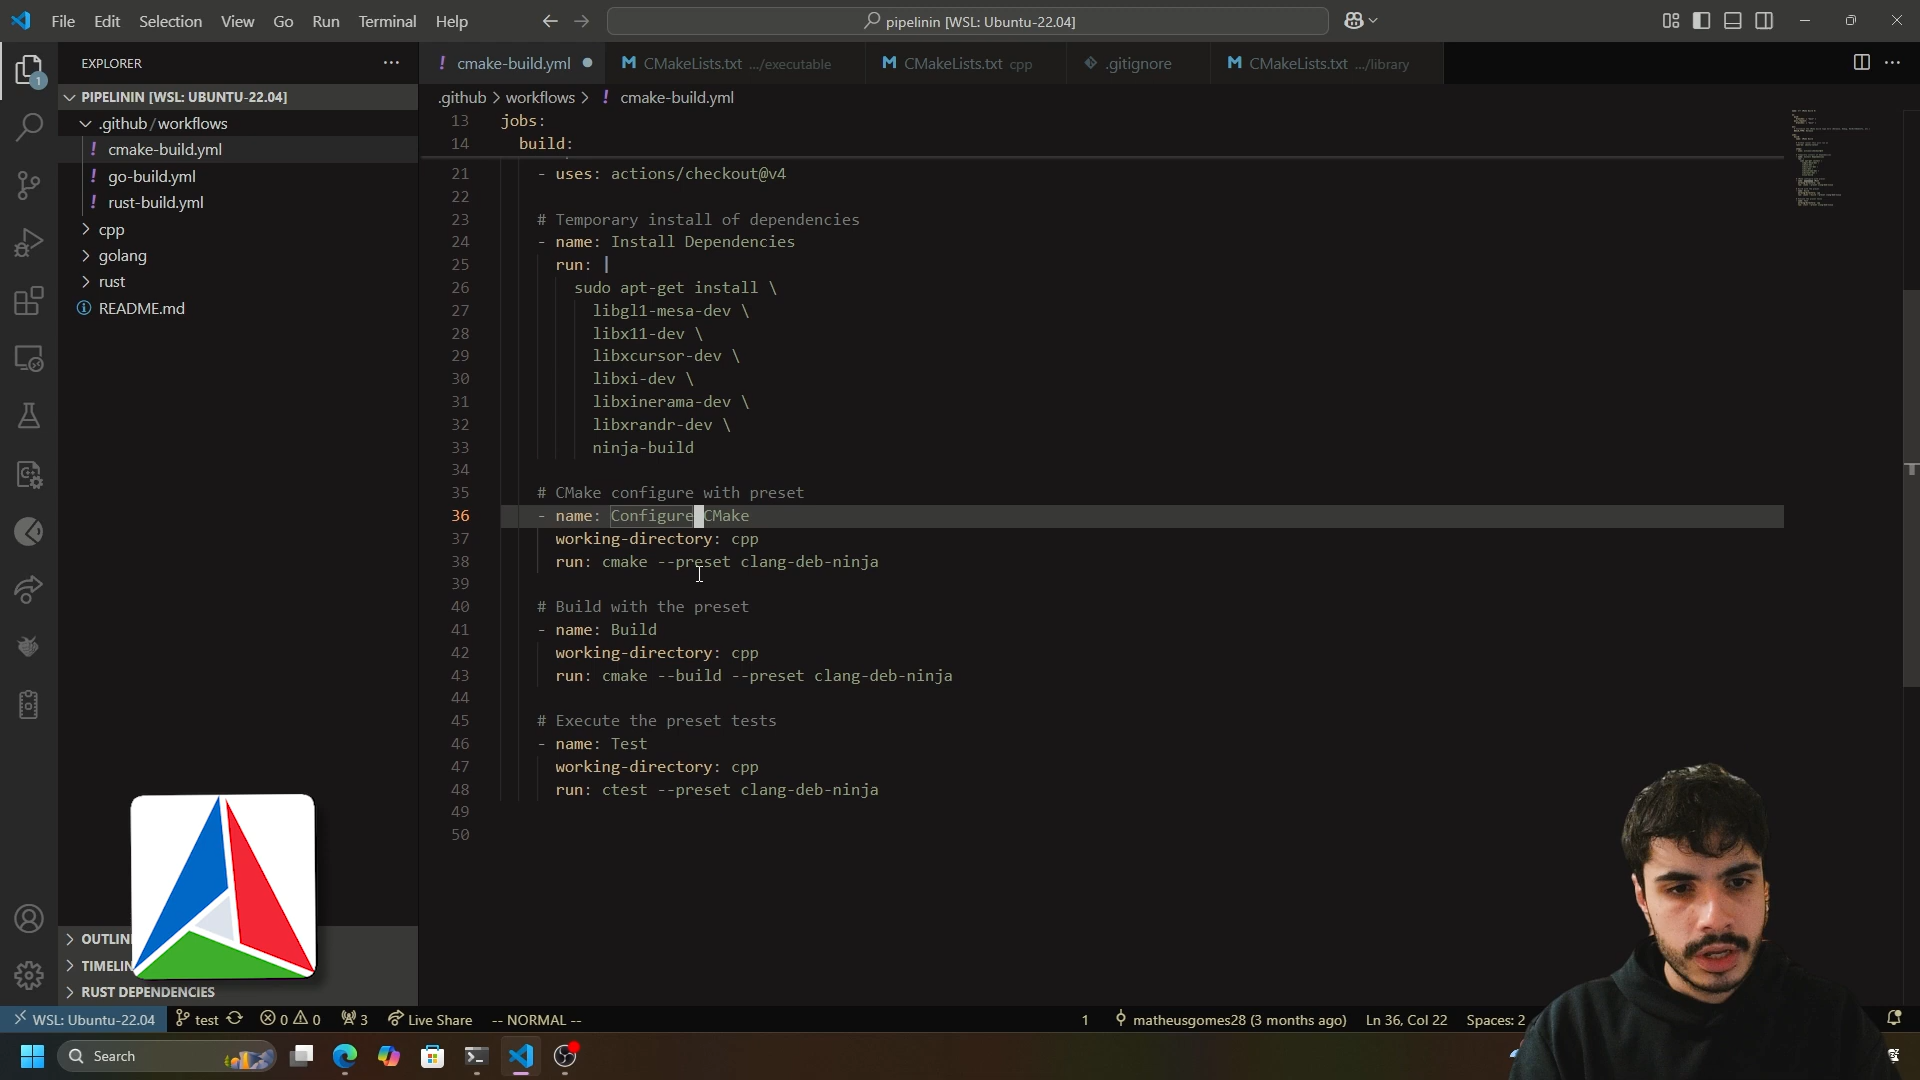 File Edit Selection View Go Run Terminal Help
pipelinin [WSL: Ubuntu-22.04]
EXPLORER
1
PIPELININ [WSL: UBUNTU-22.04]
.github/workflows
! cmake-build.yml
! go-build.yml
! rust-build.yml
cpp
golang
rust
README.md
OUTLIN
TIMELIN
RUST DEPENDENCIES
! cmake-build.yml
M CMakeLists.txt .../executable
M CMakeLists.txt cpp
.gitignore
M CMakeLists.txt .../library
.github > workflows > ! cmake-build.yml
13 jobs:
14 build:
21 - uses: actions/checkout@v4
22
23 # Temporary install of dependencies
24 - name: Install Dependencies
25 run: |
26 sudo apt-get install \
27 libgl1-mesa-dev \
28 libx11-dev \
29 libxcursor-dev \
30 libxi-dev \
31 libxinerama-dev \
32 libxrandr-dev \
33 ninja-build
34
35 # CMake configure with preset
36 - name: Configure CMake
37 working-directory: cpp
38 run: cmake --preset clang-deb-ninja
39
40 # Build with the preset
41 - name: Build
42 working-directory: cpp
43 run: cmake --build --preset clang-deb-ninja
44
45 # Execute the preset tests
46 - name: Test
47 working-directory: cpp
48 run: ctest --preset clang-deb-ninja
49
50
WSL: Ubuntu-22.04 test 0 0 3 Live Share -- NORMAL -- 1 matheusgomes28 (3 months ago) Ln 36, Col 22 Spaces: 2
Search